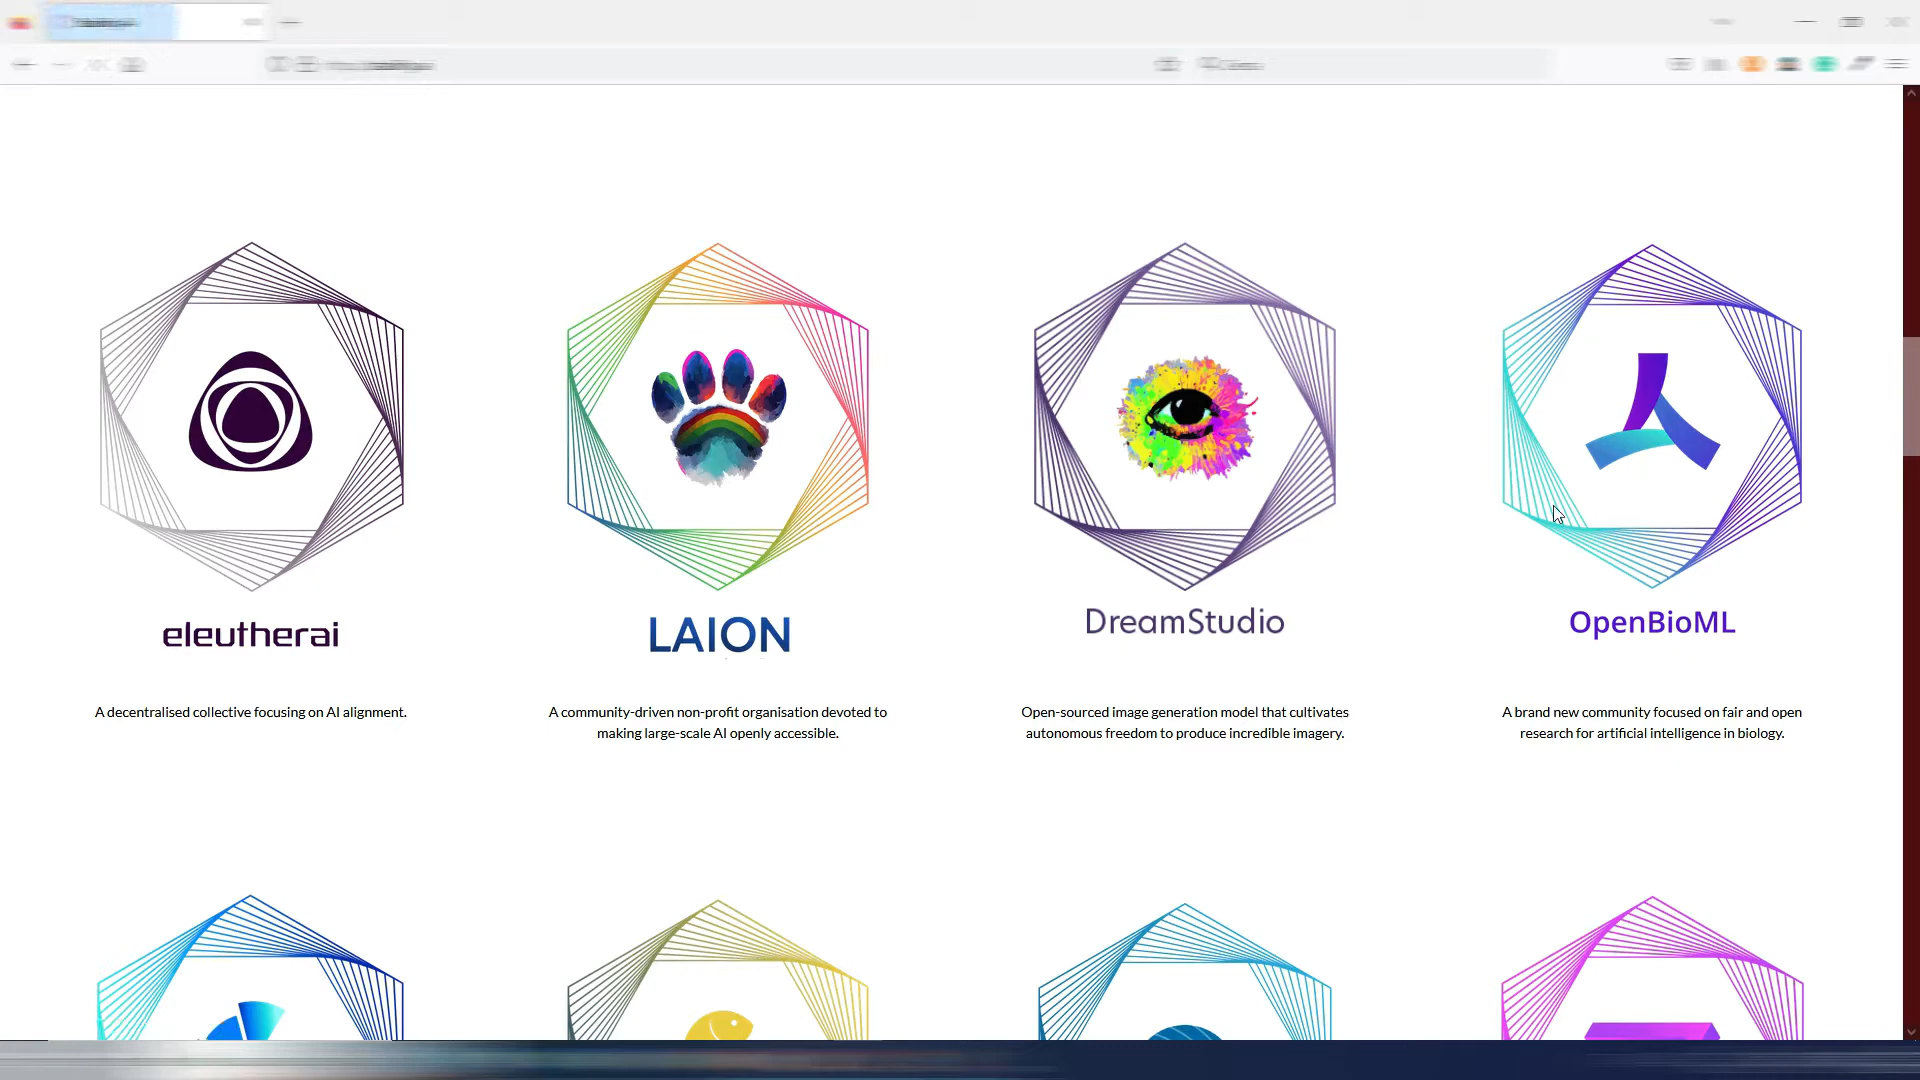 eleutherai
LAION
DreamStudio
OpenBioML
A decentralised collective focusing on AI alignment.
A community-driven non-profit organisation devoted to
making large-scale AI openly accessible.
Open-sourced image generation model that cultivates
autonomous freedom to produce incredible imagery.
A brand new community focused on fair and open
research for artificial intelligence in biology.